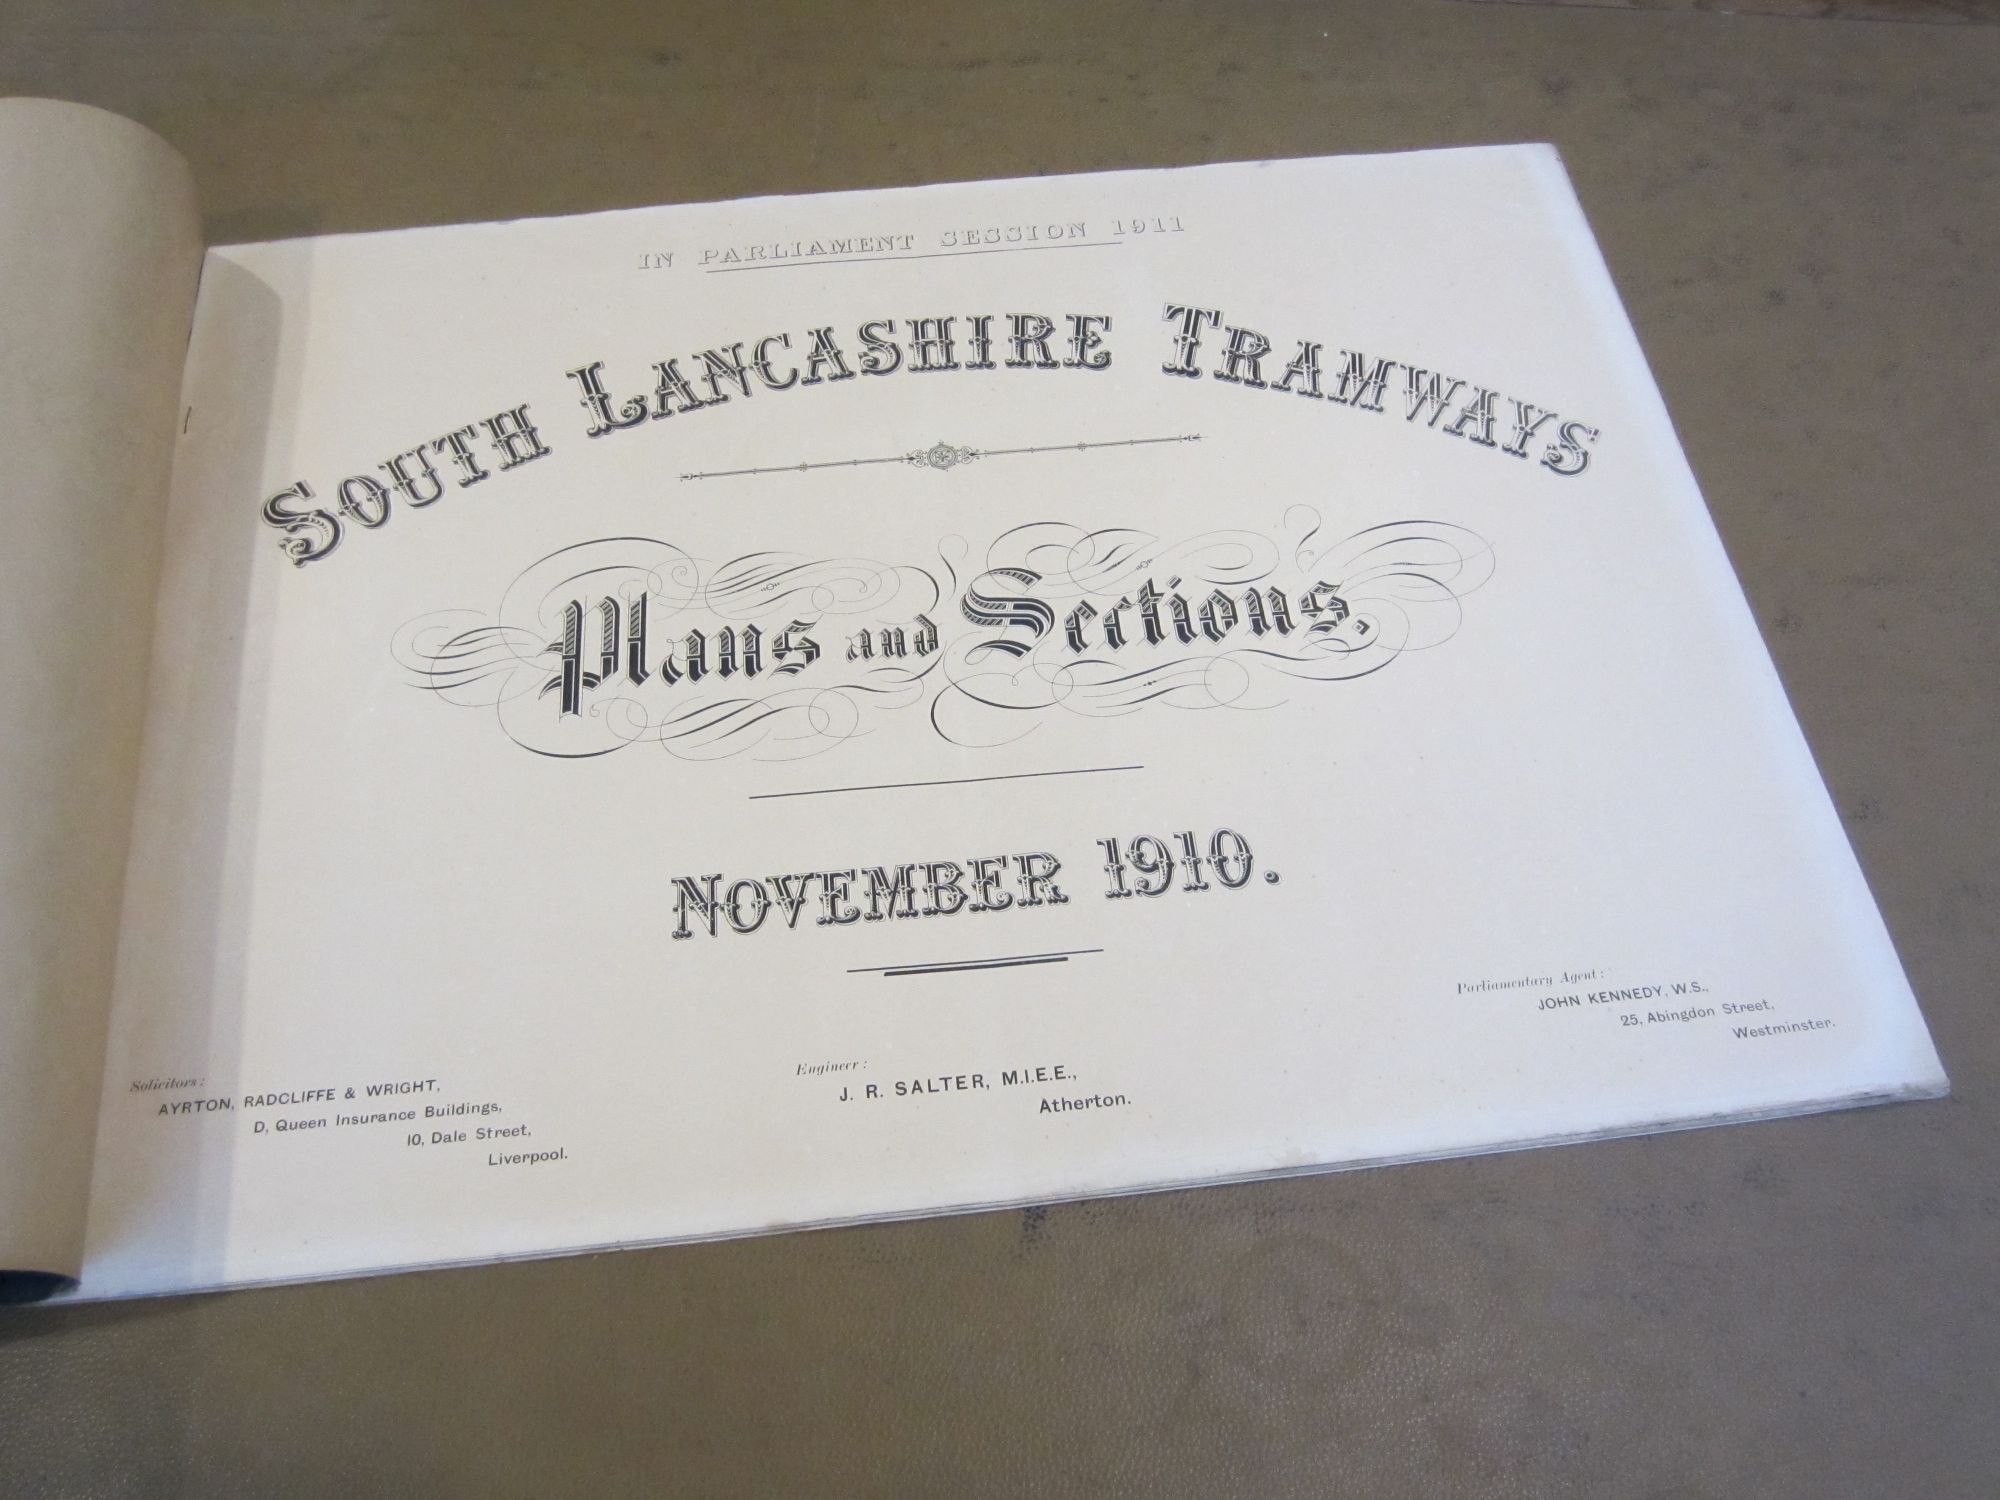 IN PARLIAMENT SESSION 1911
SOUTH LANCASHIRE TRAMWAYS
Plans and Sections,
NOVEMBER 1910.
Solicitors:
AYRTON, RADCLIFFE & WRIGHT,
D, Queen Insurance Buildings,
10, Dale Street,
Liverpool.
Engineer:
J. R. SALTER, M.I.E.E.,
Atherton.
Parliamentary Agent:
JOHN KENNEDY, W.S.,
25, Abingdon Street,
Westminster.